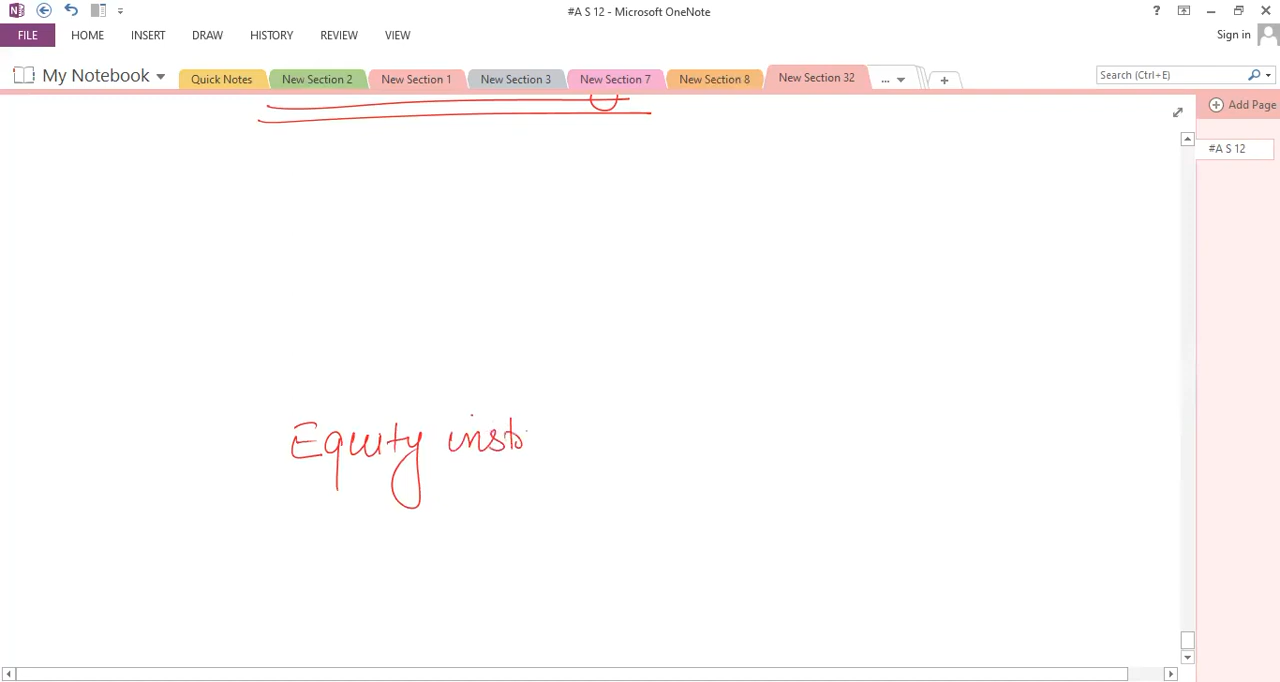 #A S 12 - Microsoft OneNote
?
FILE HOME INSERT DRAW HISTORY REVIEW VIEW
Sign in
My Notebook Quick Notes New Section 2 New Section 1 New Section 3 New Section 7 New Section 8 New Section 32 ... + Search (Ctrl+E)
Add Page
#A S 12
Equity inst